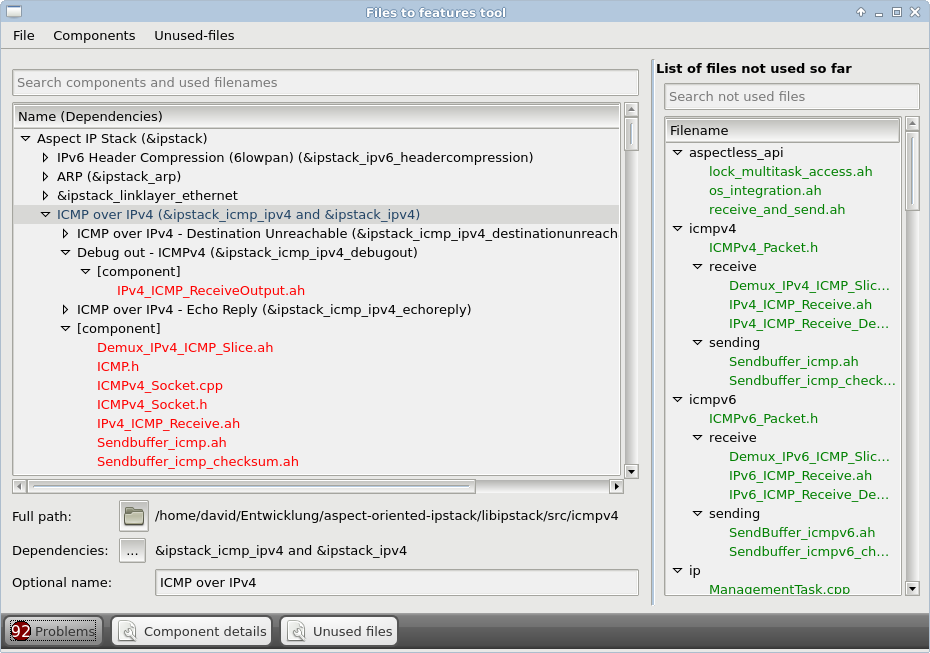 Files to features tool
File Components Unused-files
Search components and used filenames
Name (Dependencies)
Aspect IP Stack (&ipstack)
IPv6 Header Compression (6lowpan) (&ipstack_ipv6_headercompression)
ARP (&ipstack_arp)
&ipstack_linklayer_ethernet
ICMP over IPv4 (&ipstack_icmp_ipv4 and &ipstack_ipv4)
ICMP over IPv4 - Destination Unreachable (&ipstack_icmp_ipv4_destinationunreach
Debug out - ICMPv4 (&ipstack_icmp_ipv4_debugout)
[component]
IPv4_ICMP_ReceiveOutput.ah
ICMP over IPv4 - Echo Reply (&ipstack_icmp_ipv4_echoreply)
[component]
Demux_IPv4_ICMP_Slice.ah
ICMP.h
ICMPv4_Socket.cpp
ICMPv4_Socket.h
IPv4_ICMP_Receive.ah
Sendbuffer_icmp.ah
Sendbuffer_icmp_checksum.ah
Full path: /home/david/Entwicklung/aspect-oriented-ipstack/libipstack/src/icmpv4
Dependencies: ... &ipstack_icmp_ipv4 and &ipstack_ipv4
Optional name: ICMP over IPv4
List of files not used so far
Search not used files
Filename
aspectless_api
lock_multitask_access.ah
os_integration.ah
receive_and_send.ah
icmpv4
ICMPv4_Packet.h
receive
Demux_IPv4_ICMP_Slic...
IPv4_ICMP_Receive.ah
IPv4_ICMP_Receive_De...
sending
Sendbuffer_icmp.ah
Sendbuffer_icmp_check...
icmpv6
ICMPv6_Packet.h
receive
Demux_IPv6_ICMP_Slic...
IPv6_ICMP_Receive.ah
IPv6_ICMP_Receive_De...
sending
SendBuffer_icmpv6.ah
Sendbuffer_icmpv6_ch...
ip
ManagementTask.cpp
92 Problems Component details Unused files